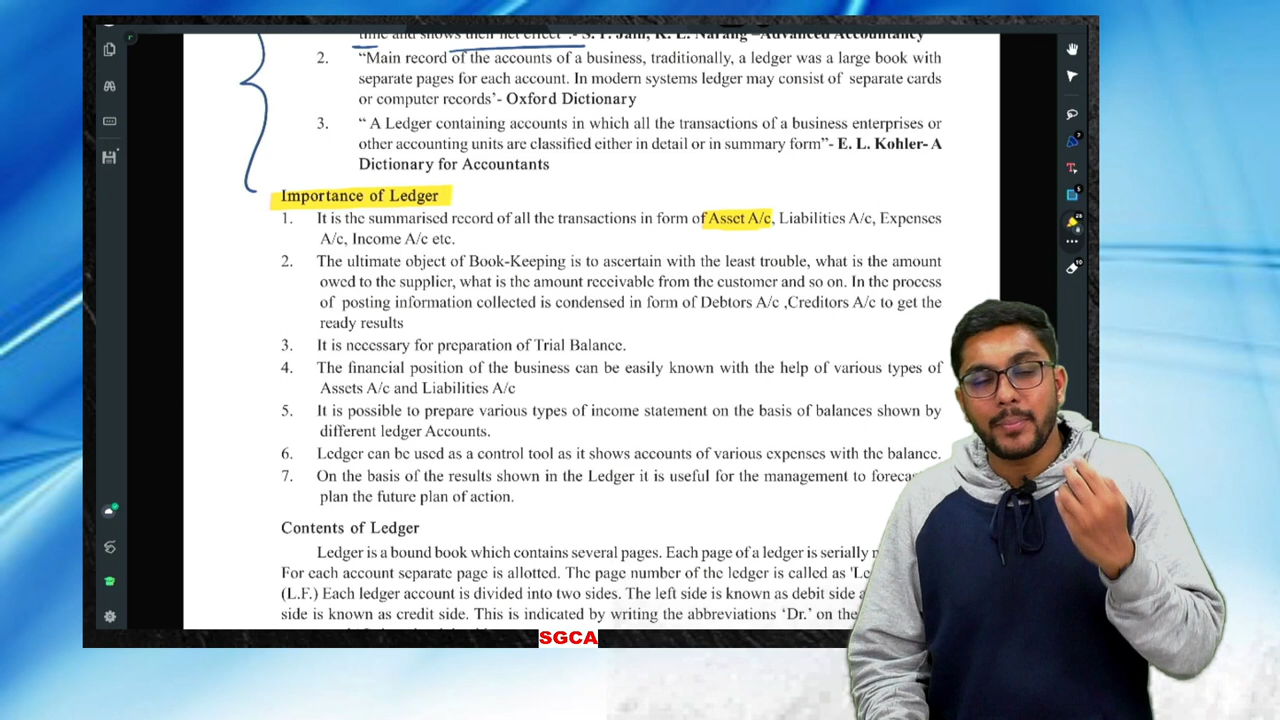 time and shows their net effect".- S. P. Jain, K. L. Narang –Advanced Accountancy
2. “Main record of the accounts of a business, traditionally, a ledger was a large book with
separate pages for each account. In modern systems ledger may consist of separate cards
or computer records’- Oxford Dictionary
3. “ A Ledger containing accounts in which all the transactions of a business enterprises or
other accounting units are classified either in detail or in summary form”- E. L. Kohler- A
Dictionary for Accountants
Importance of Ledger
1. It is the summarised record of all the transactions in form of Asset A/c, Liabilities A/c, Expenses
A/c, Income A/c etc.
2. The ultimate object of Book-Keeping is to ascertain with the least trouble, what is the amount
owed to the supplier, what is the amount receivable from the customer and so on. In the process
of posting information collected is condensed in form of Debtors A/c ,Creditors A/c to get the
ready results
3. It is necessary for preparation of Trial Balance.
4. The financial position of the business can be easily known with the help of various types of
Assets A/c and Liabilities A/c
5. It is possible to prepare various types of income statement on the basis of balances shown by
different ledger Accounts.
6. Ledger can be used as a control tool as it shows accounts of various expenses with the balance.
7. On the basis of the results shown in the Ledger it is useful for the management to
plan the future plan of action.
Contents of Ledger
Ledger is a bound book which contains several pages. Each page of a ledger is serially
For each account separate page is allotted. The page number of the ledger is called as
(L.F.) Each ledger account is divided into two sides. The left side is known as debit side
side is known as credit side. This is indicated by writing the abbreviations ‘Dr.’ on the
SGCA